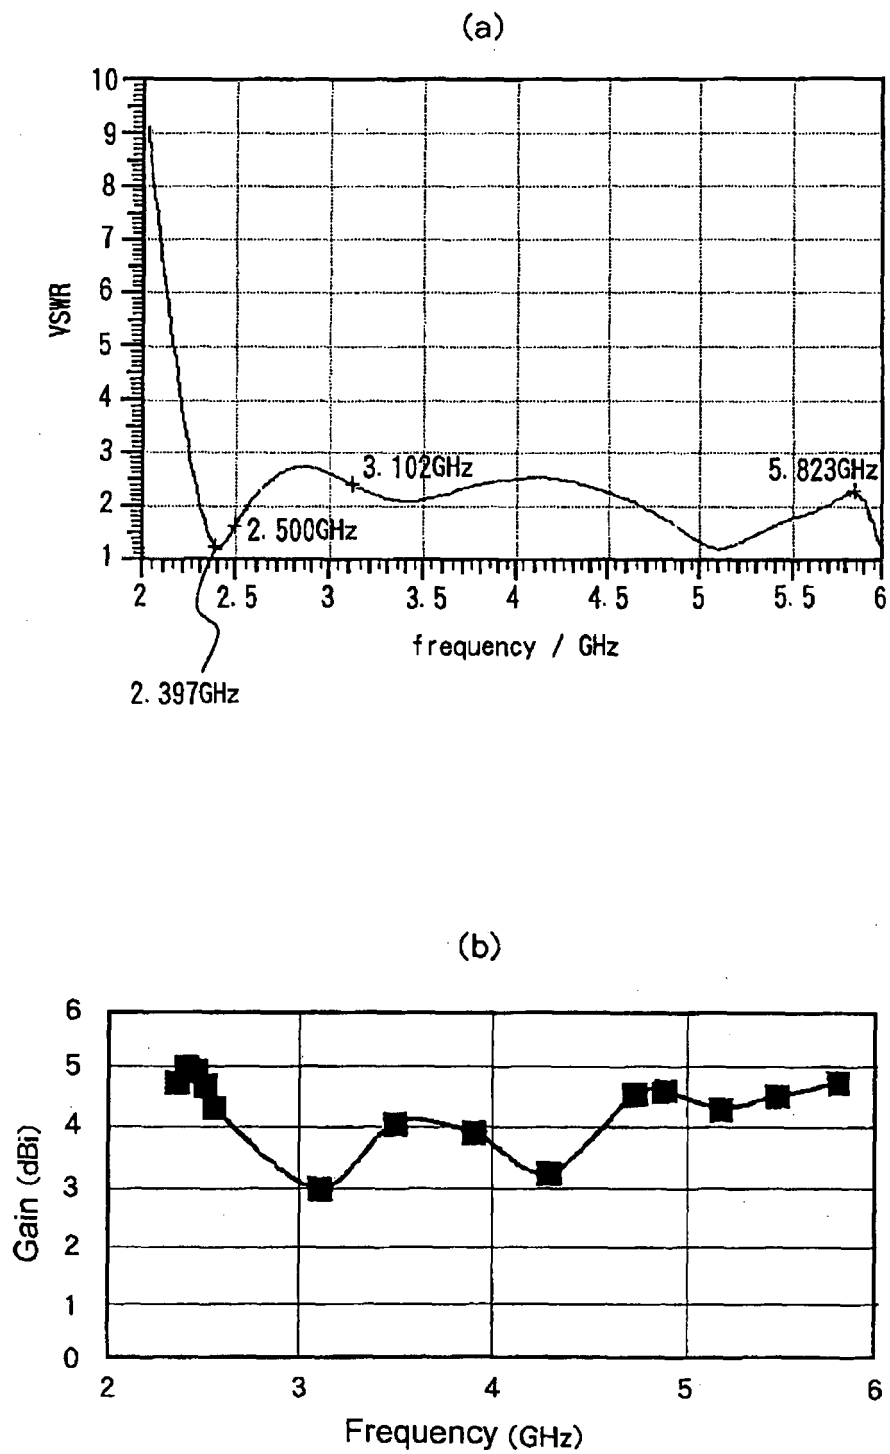 (a)
10
9
8
7
6
5
4
3
2
1
VSWR
3. 102GHz
5. 823GHz
2. 500GHz
2 2.5 3 3.5 4 4.5 5 5.5 6
frequency / GHz
2. 397GHz
(b)
6
5
4
3
2
1
0
Gain (dBi)
2 3 4 5 6
Frequency (GHz)